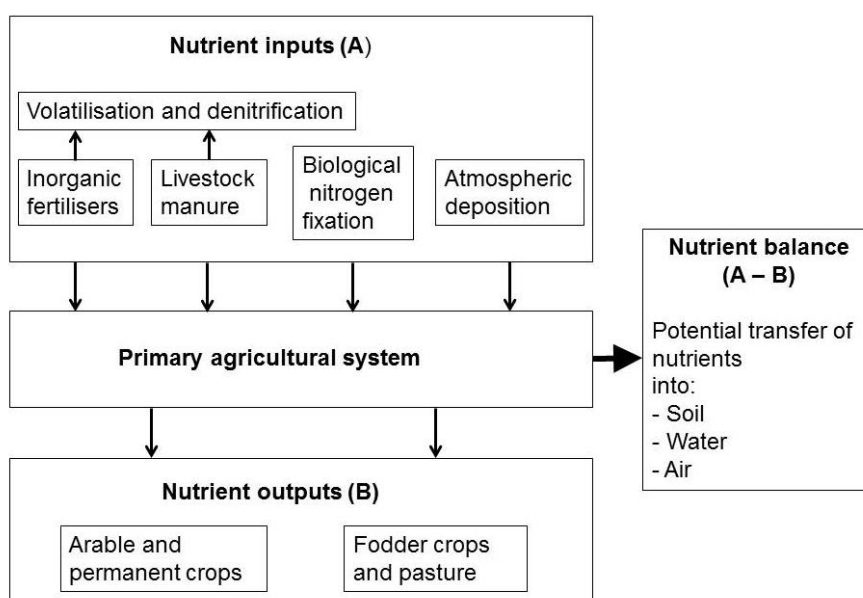 Nutrient inputs (A)
Volatilisation and denitrification
Inorganic
fertilisers
Livestock
manure
Biological
nitrogen
fixation
Atmospheric
deposition
Primary agricultural system
Nutrient outputs (B)
Arable and
permanent crops
Fodder crops
and pasture
Nutrient balance
(A – B)
Potential transfer of
nutrients
into:
- Soil
- Water
- Air